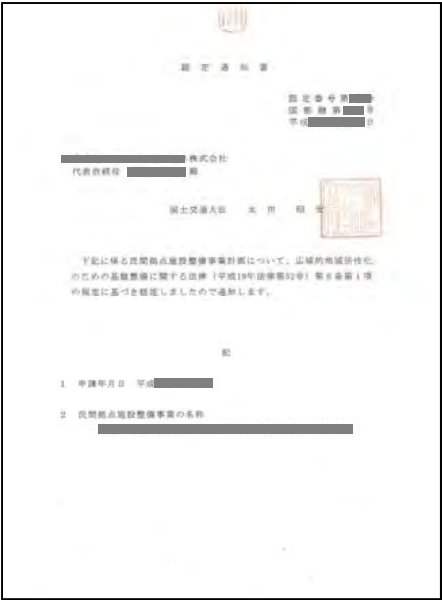 認定通知書
認定番号第 号
国都総第 号
平成 日
株式会社
代表取締役 殿
国土交通大臣 太田 昭宏
下記に係る民間拠点施設整備事業計画について、広域的地域活性化
のための基盤整備に関する法律（平成19年法律第52号）第8条第1項
の規定に基づき認定しましたので通知します。
記
1 申請年月日 平成
2 民間拠点施設整備事業の名称